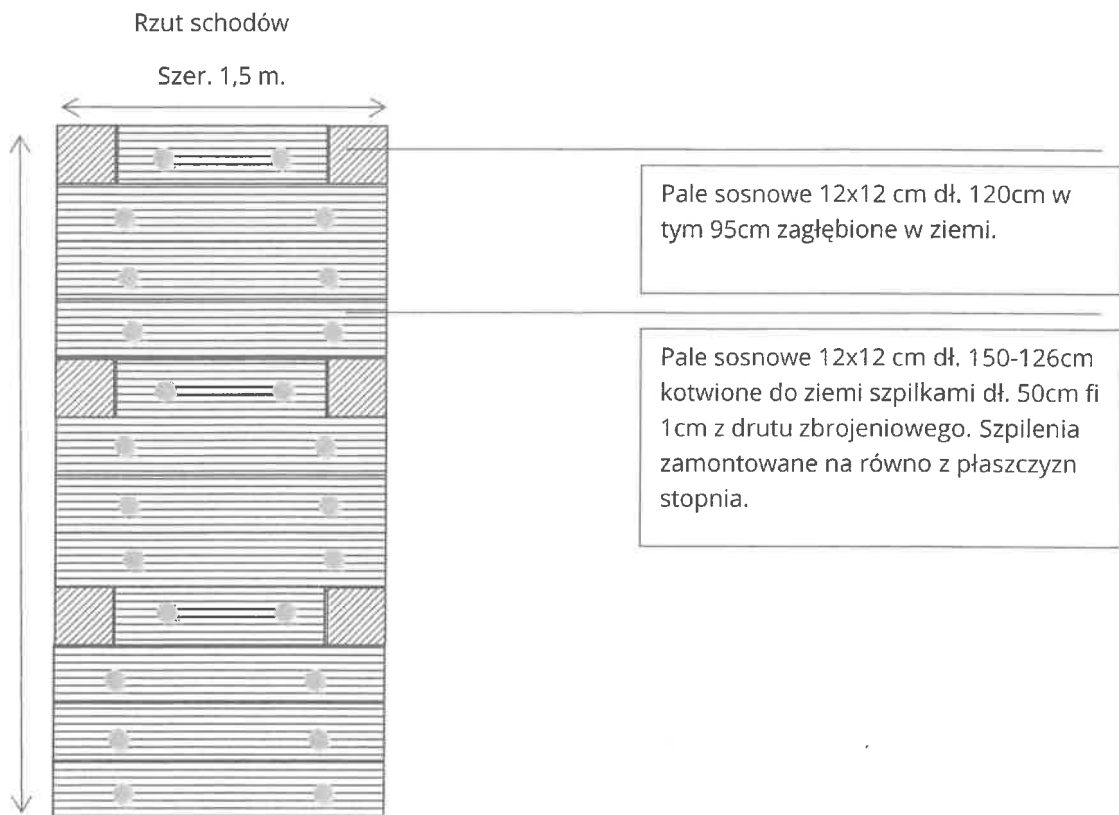 Rzut schodów
Szer. 1,5 m.
Pale sosnowe 12x12 cm dł. 120cm w
tym 95cm zagłębione w ziemi.
Pale sosnowe 12x12 cm dł. 150-126cm
kotwione do ziemi szpilkami dł. 50cm fi
1cm z drutu zbrojeniowego. Szpilenia
zamontowane na równo z płaszczyzn
stopnia.